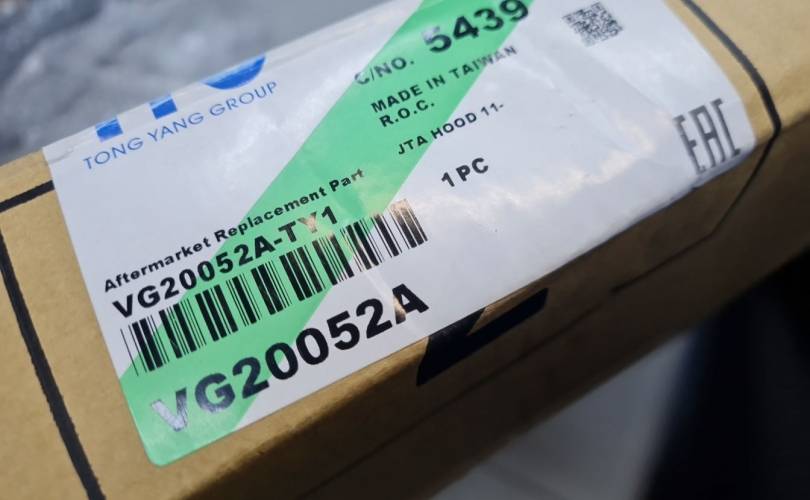 TYG
TONG YANG GROUP
C/NO. 5439
MADE IN TAIWAN
R.O.C.
JTA HOOD 11-
1 PC
EAC
Aftermarket Replacement Part
VG20052A-TY1
VG20052A